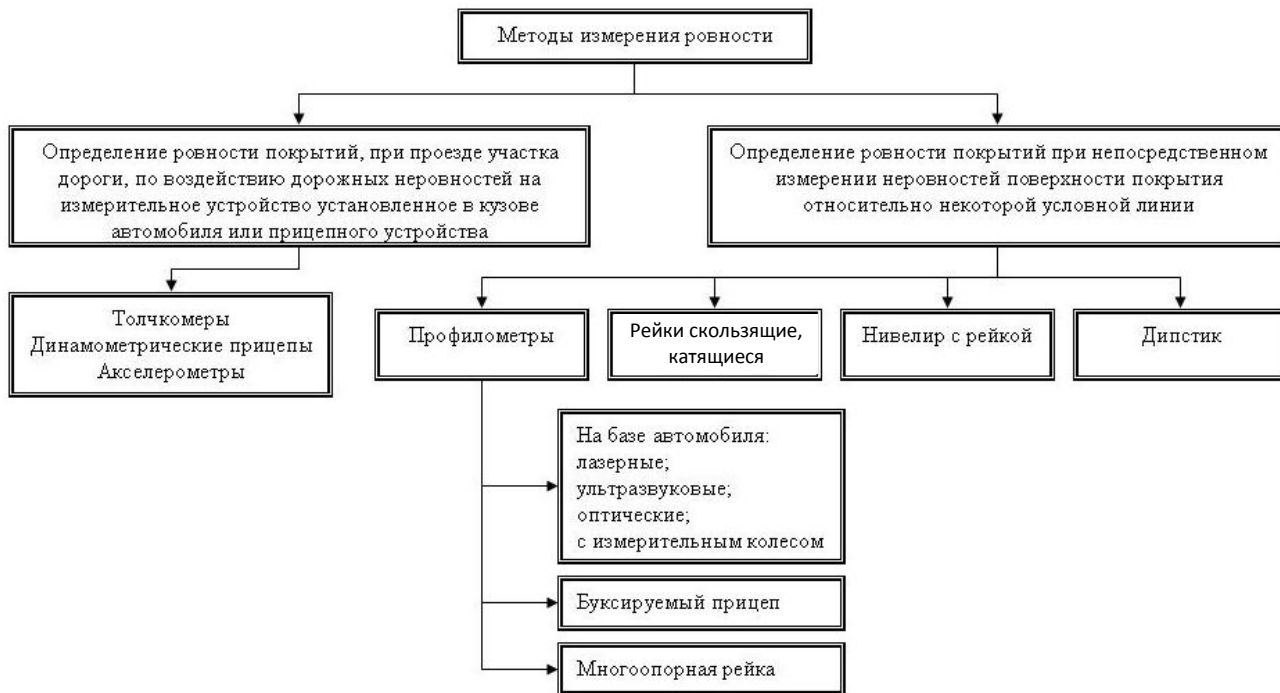 Методы измерения ровности
Определение ровности покрытий, при проезде участка
дороги, по воздействию дорожных неровностей на
измерительное устройство установленное в кузове
автомобиля или прицепного устройства
Определение ровности покрытий при непосредственном
измерении неровностей поверхности покрытия
относительно некоторой условной линии
Толчкомеры
Динамометрические прицепы
Акселерометры
Профилометры
Рейки скользящие,
катящиеся
Нивелир с рейкой
Дипстик
На базе автомобиля:
лазерные;
ультразвуковые;
оптические;
с измерительным колесом
Буксируемый прицеп
Многоопорная рейка